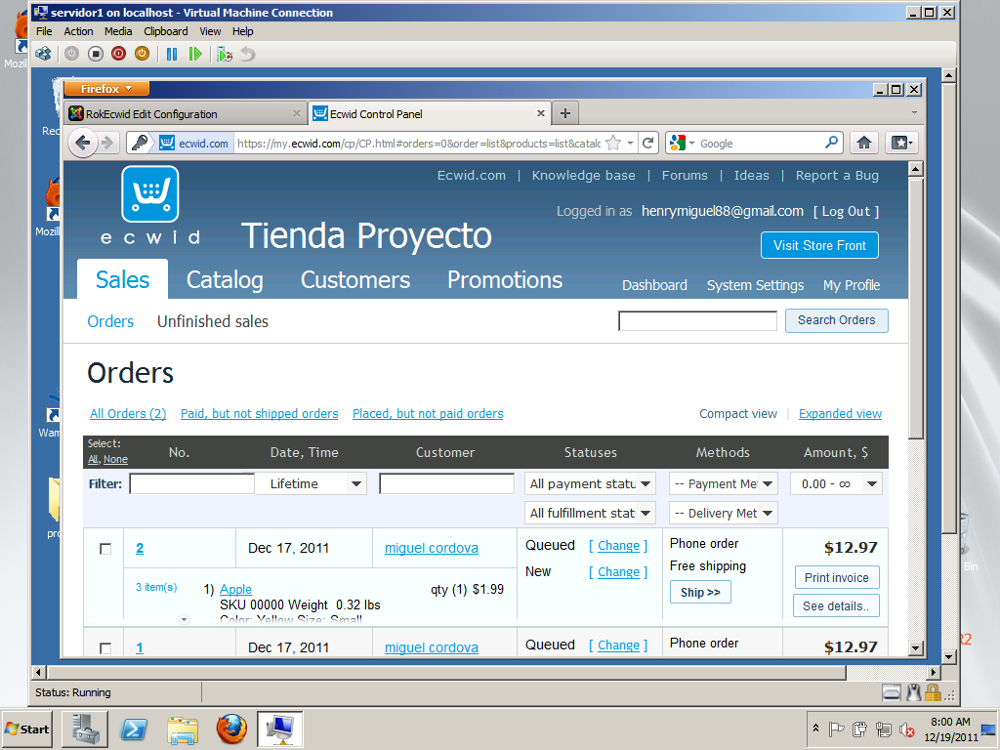 servidor1 on localhost - Virtual Machine Connection
File Action Media Clipboard View Help
Firefox
RokEcwid Edit Configuration
Ecwid Control Panel
ecwid.com https://my.ecwid.com/cp/CP.html#orders=0&order=list&products=list&catalc
Google
Ecwid.com | Knowledge base | Forums | Ideas | Report a Bug
Logged in as henrymiguel88@gmail.com [ Log Out ]
ecwid
Tienda Proyecto
Visit Store Front
Sales Catalog Customers Promotions
Dashboard System Settings My Profile
Orders Unfinished sales
Search Orders
Orders
All Orders (2) Paid, but not shipped orders Placed, but not paid orders
Compact view | Expanded view
Select:
All, None
No. Date, Time Customer Statuses Methods Amount, $
Filter: Lifetime All payment statu -- Payment Me 0.00 - ∞
All fulfillment stat -- Delivery Met
2 Dec 17, 2011 miguel cordova Queued [ Change ] Phone order $12.97
New [ Change ] Free shipping
Print invoice
3 item(s) 1) Apple qty (1) $1.99 Ship >>
SKU 00000 Weight 0.32 lbs See details..
Color: Yellow Size: Small
1 Dec 17, 2011 miguel cordova Queued [ Change ] Phone order $12.97
Mozil
Rec
Mozil
Wam
pro
Bin
R2
Status: Running
Start
8:00 AM
12/19/2011